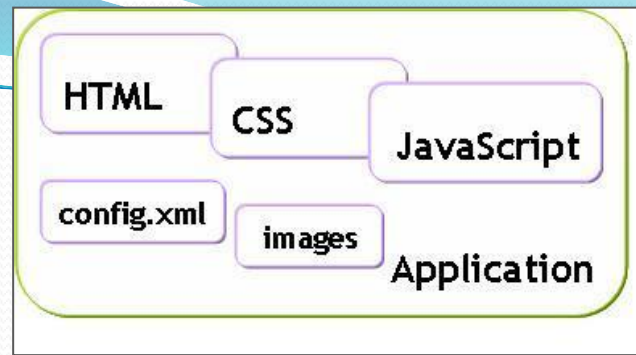 HTML
CSS
JavaScript
config.xml
images
Application